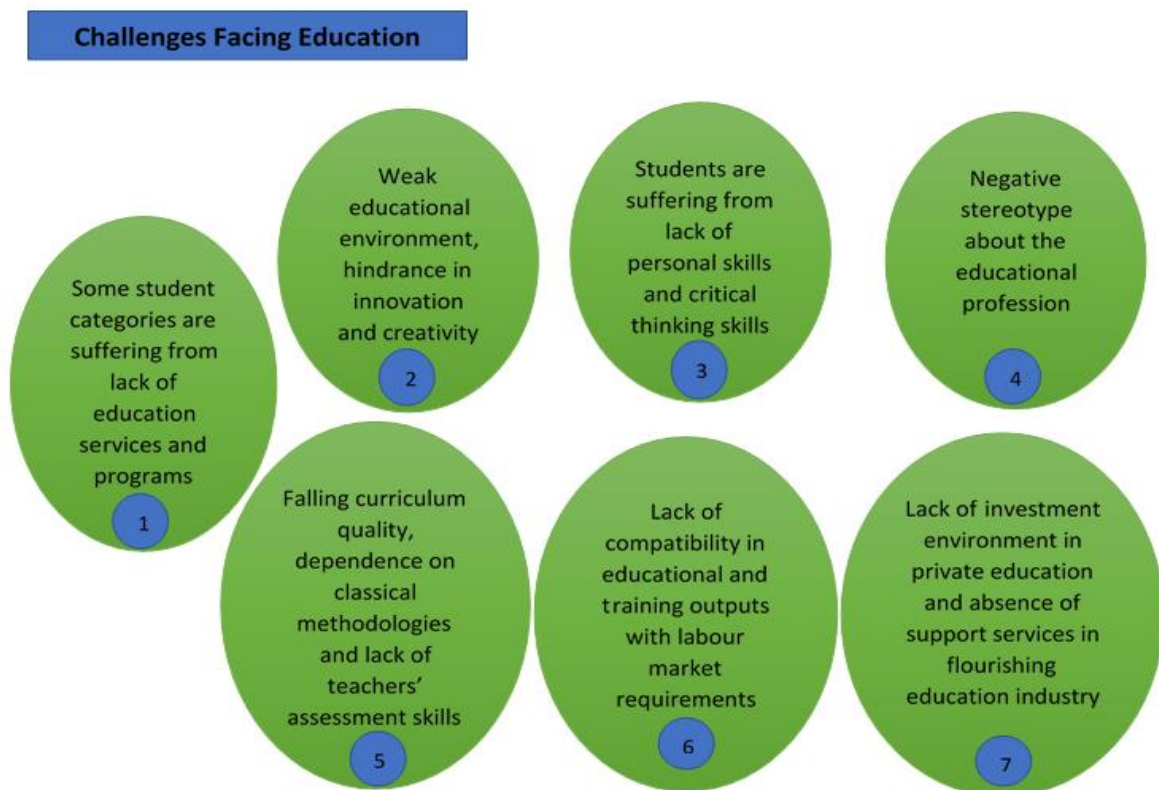 Challenges Facing Education
Some student
categories are
suffering from
lack of
education
services and
programs
1
Weak
educational
environment,
hindrance in
innovation
and creativity
2
Students are
suffering from
lack of
personal skills
and critical
thinking skills
3
Negative
stereotype
about the
educational
profession
4
Falling curriculum
quality,
dependence on
classical
methodologies
and lack of
teachers’
assessment skills
5
Lack of
compatibility in
educational and
training outputs
with labour
market
requirements
6
Lack of investment
environment in
private education
and absence of
support services in
flourishing
education industry
7